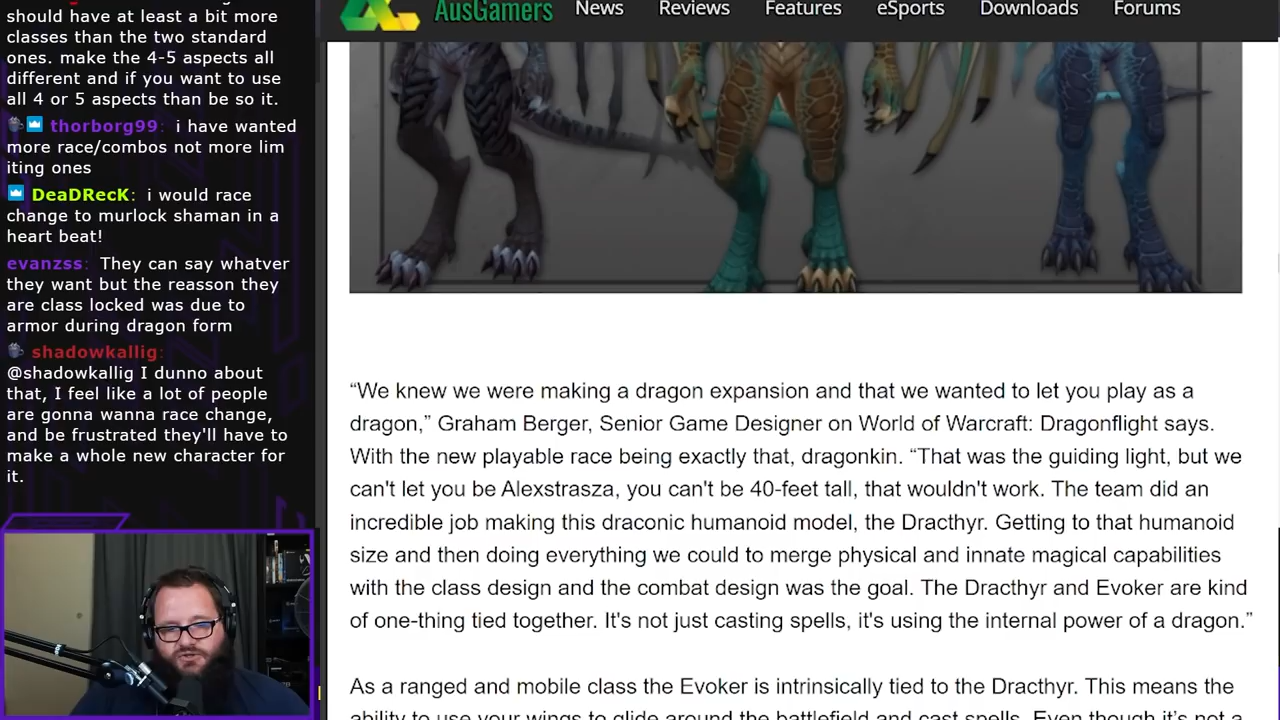 should have at least a bit more
classes than the two standard
ones. make the 4-5 aspects all
different and if you want to use
all 4 or 5 aspects than be so it.
thorborg99: i have wanted
more race/combos not more lim
iting ones
DeaDRecK: i would race
change to murlock shaman in a
heart beat!
evanzss: They can say whatver
they want but the reasson they
are class locked was due to
armor during dragon form
shadowkallig:
@shadowkallig I dunno about
that, I feel like a lot of people
are gonna wanna race change,
and be frustrated they'll have to
make a whole new character for
it.
AusGamers News Reviews Features eSports Downloads Forums
“We knew we were making a dragon expansion and that we wanted to let you play as a
dragon,” Graham Berger, Senior Game Designer on World of Warcraft: Dragonflight says.
With the new playable race being exactly that, dragonkin. “That was the guiding light, but we
can't let you be Alexstrasza, you can't be 40-feet tall, that wouldn't work. The team did an
incredible job making this draconic humanoid model, the Dracthyr. Getting to that humanoid
size and then doing everything we could to merge physical and innate magical capabilities
with the class design and the combat design was the goal. The Dracthyr and Evoker are kind
of one-thing tied together. It's not just casting spells, it's using the internal power of a dragon.”
As a ranged and mobile class the Evoker is intrinsically tied to the Dracthyr. This means the
ability to use your wings to glide around the battlefield and cast spells. Even though it's not a